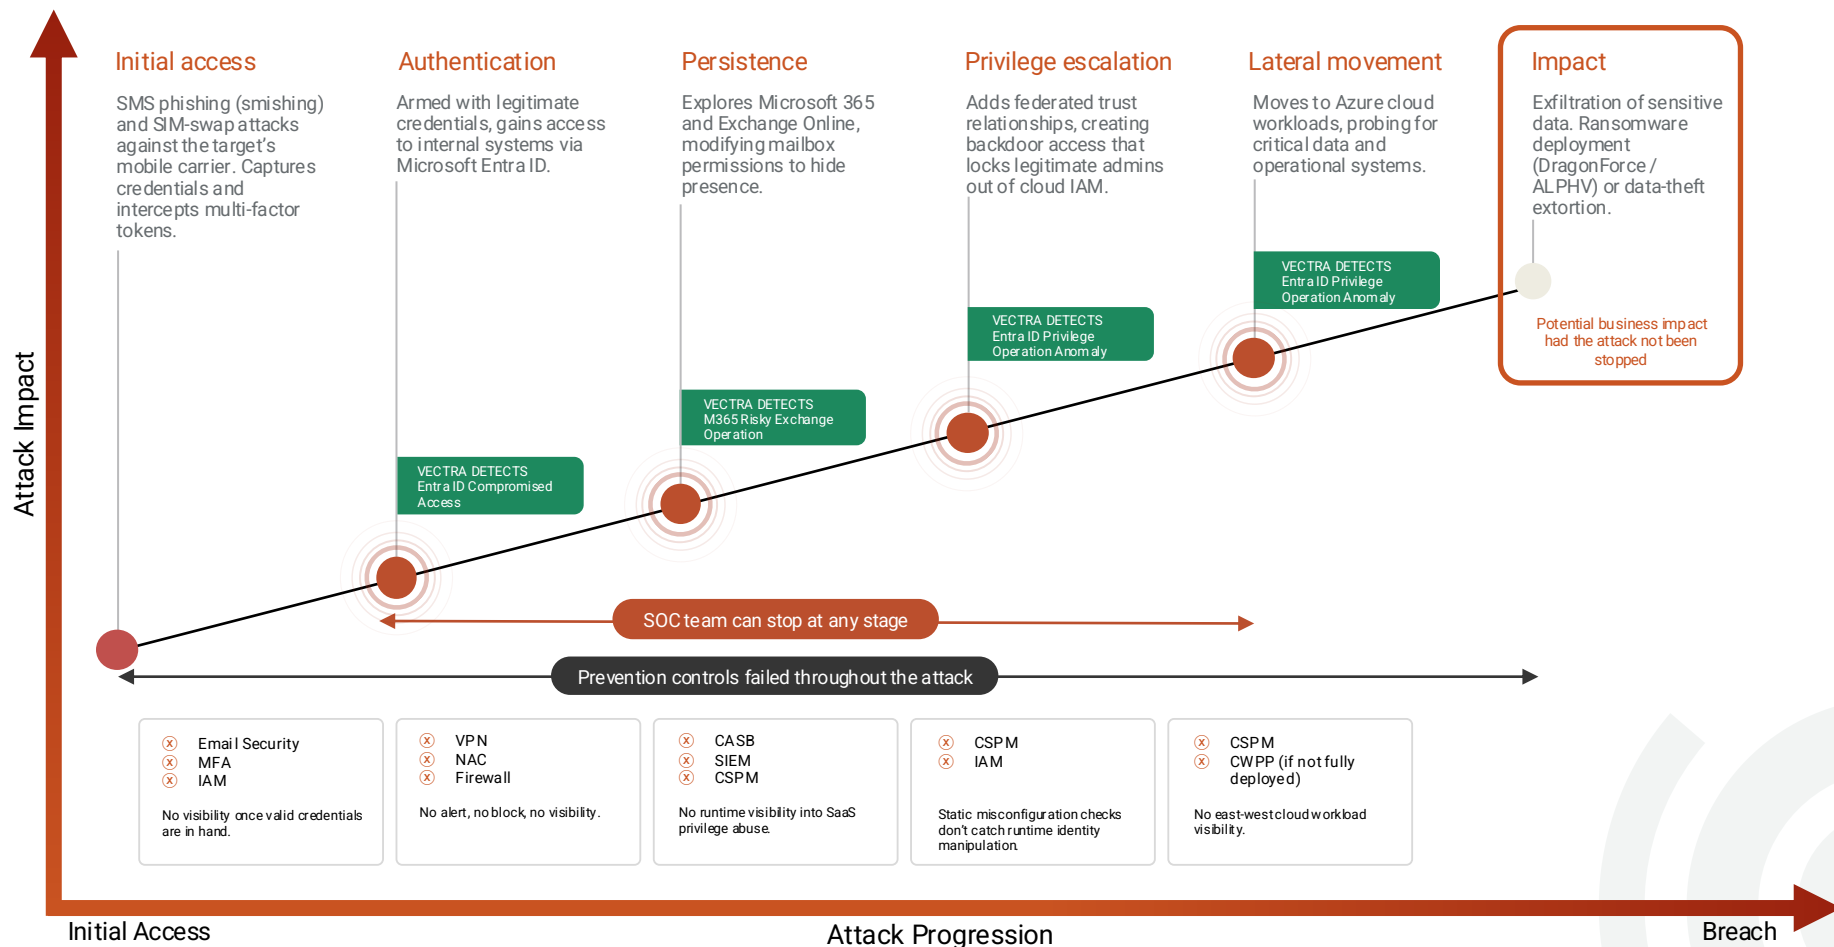 Initial access
SMS phishing (smishing)
and SIM-swap attacks
against the target's
mobile carrier. Captures
credentials and
intercepts multi-factor
tokens.
Authentication
Armed with legitimate
credentials, gains access
to internal systems via
Microsoft Entra ID.
Persistence
Explores Microsoft 365
and Exchange Online,
modifying mailbox
permissions to hide
presence.
Privilege escalation
Adds federated trust
relationships, creating
backdoor access that
locks legitimate admins
out of cloud IAM.
Lateral movement
Moves to Azure cloud
workloads, probing for
critical data and
operational systems.
Impact
Exfiltration of sensitive
data. Ransomware
deployment
(DragonForce /
ALPHV) or data-theft
extortion.
Potential business impact
had the attack not been
stopped
VECTRA DETECTS
Entra ID Compromised
Access
VECTRA DETECTS
M365 Risky Exchange
Operation
VECTRA DETECTS
Entra ID Privilege
Operation Anomaly
VECTRA DETECTS
Entra ID Privilege
Operation Anomaly
Attack Impact
SOC team can stop at any stage
Prevention controls failed throughout the attack
x Email Security
x MFA
x IAM
No visibility once valid credentials
are in hand.
x VPN
x NAC
x Firewall
No alert, no block, no visibility.
x CASB
x SIEM
x CSPM
No runtime visibility into SaaS
privilege abuse.
x CSPM
x IAM
Static misconfiguration checks
don't catch runtime identity
manipulation.
x CSPM
x CWPP (if not fully
deployed)
No east-west cloud workload
visibility.
Initial Access
Attack Progression
Breach